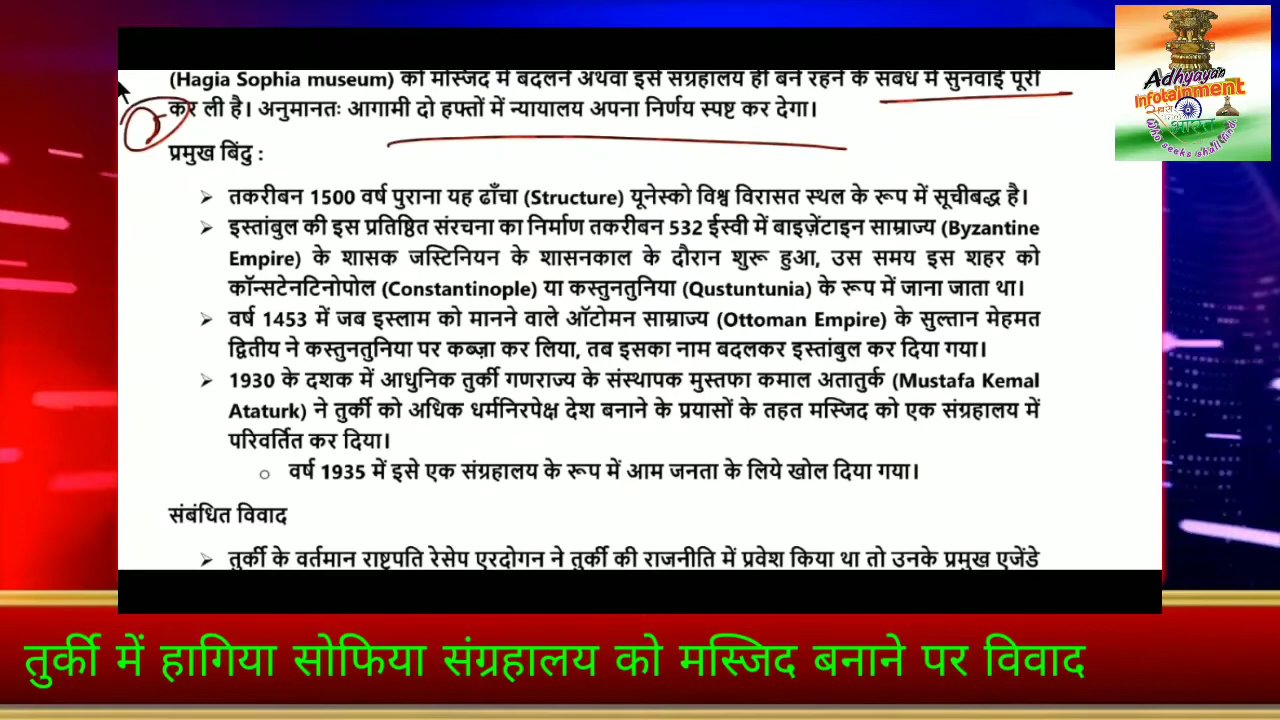 (Hagia Sophia museum) को मस्जिद में बदलने अथवा इसे संग्रहालय ही बने रहने के संबंध में सुनवाई पूरी
कर ली है। अनुमानतः आगामी दो हफ्तों में न्यायालय अपना निर्णय स्पष्ट कर देगा।
प्रमुख बिंदु :
➢ तकरीबन 1500 वर्ष पुराना यह ढाँचा (Structure) यूनेस्को विश्व विरासत स्थल के रूप में सूचीबद्ध है।
➢ इस्तांबुल की इस प्रतिष्ठित संरचना का निर्माण तकरीबन 532 ईस्वी में बाइज़ेंटाइन साम्राज्य (Byzantine
Empire) के शासक जस्टिनियन के शासनकाल के दौरान शुरू हुआ, उस समय इस शहर को
कॉन्सटेनटिनोपोल (Constantinople) या कस्तुनतुनिया (Qustuntunia) के रूप में जाना जाता था।
➢ वर्ष 1453 में जब इस्लाम को मानने वाले ऑटोमन साम्राज्य (Ottoman Empire) के सुल्तान मेहमत
द्वितीय ने कस्तुनतुनिया पर कब्ज़ा कर लिया, तब इसका नाम बदलकर इस्तांबुल कर दिया गया।
➢ 1930 के दशक में आधुनिक तुर्की गणराज्य के संस्थापक मुस्तफा कमाल अतातुर्क (Mustafa Kemal
Ataturk) ने तुर्की को अधिक धर्मनिरपेक्ष देश बनाने के प्रयासों के तहत मस्जिद को एक संग्रहालय में
परिवर्तित कर दिया।
○ वर्ष 1935 में इसे एक संग्रहालय के रूप में आम जनता के लिये खोल दिया गया।
संबंधित विवाद
➢ तुर्की के वर्तमान राष्ट्रपति रेसेप एरदोगन ने तुर्की की राजनीति में प्रवेश किया था तो उनके प्रमुख एजेंडे
Adhyayan
Infotainment
Who seeks shall find
तुर्की में हागिया सोफिया संग्रहालय को मस्जिद बनाने पर विवाद